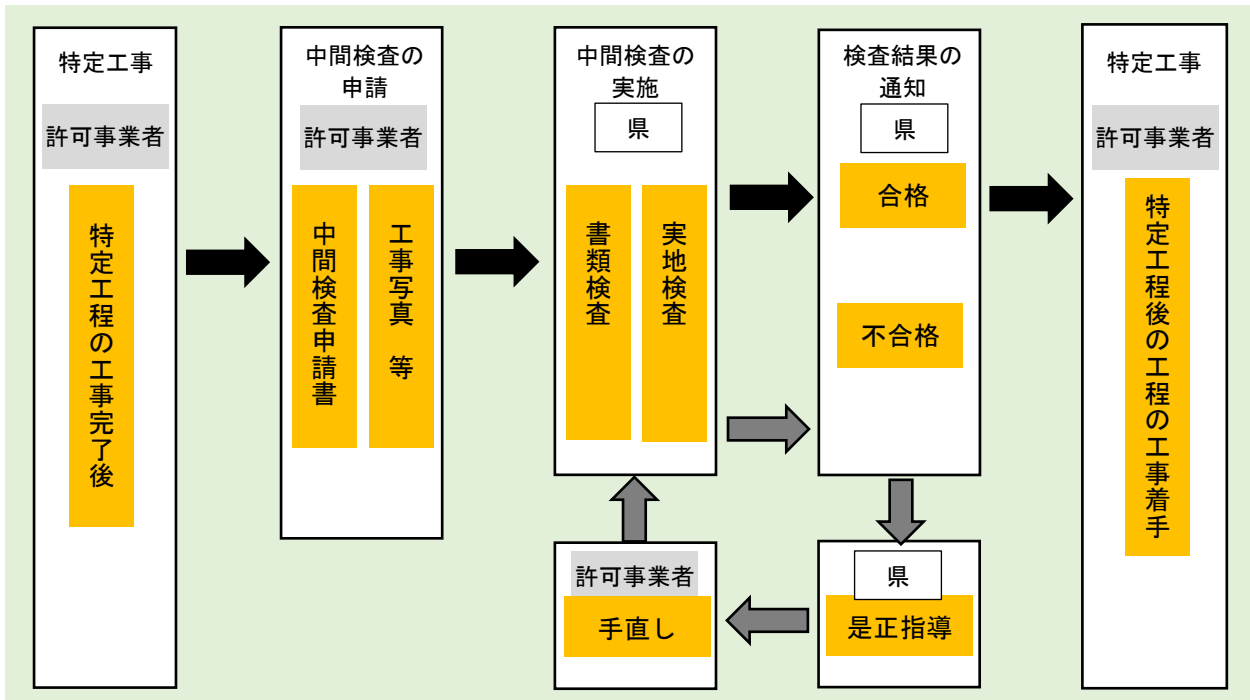 特定工事
許可事業者
特定工程の工事完了後
中間検査の
申請
許可事業者
中間検査申請書
工事写真 等
中間検査の
実施
県
書類検査
実地検査
検査結果の
通知
県
合格
不合格
県
是正指導
許可事業者
手直し
特定工事
許可事業者
特定工程後の工程の工事着手